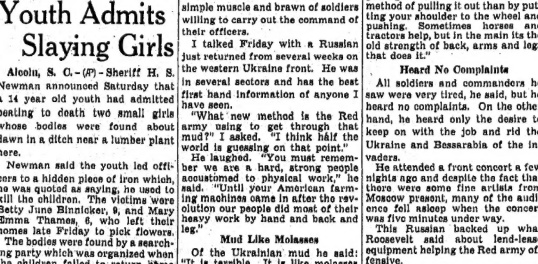 Youth Admits
Slaying Girls
Alcolu, S. C.-(AP)-Sheriff H. S.
Newman announced Saturday that
a 14 year old youth had admitted
beating to death two small girls
whose bodies were found about
dawn in a ditch near a lumber plant
here.
Newman said the youth led offi-
cers to a hidden piece of iron which,
he was quoted as saying, he used to
kill the girls. The victims were
Betty June Binnicker, 9, and Mary
Emma Thames, 6, who left their
homes late Friday to pick flowers.
The bodies were found by a search-
ing party which was organized when
the children failed to return
simple muscle and brawn of soldiers
willing to carry out the command of
their officers.
I talked Friday with a Russian
just returned from several weeks on
the western Ukraine front. He was
in several sectors and has the best
first hand information of anyone I
have seen.
"What new method is the Red
army using to get through that
mud?" I asked. "I think half the
world is guessing on that point."
He laughed. "You must remem-
ber we are a hard, strong people
accustomed to physical work," he
said. "Until your American farm-
ing machines came in after the rev-
olution our people did most of their
heavy work by hand and back and
leg."
Mud Like Molasses
Of the Ukrainian mud he said:
"It is terrible. It is like molasses
method of pulling it out than by put-
ting your shoulder to the wheel and
pushing. Sometimes horses and
tractors help, but in the main its the
old strength of back, arms and legs
that does it."
Heard No Complaints
All soldiers and commanders he
saw were very tired, he said, but he
heard no complaints. On the other
hand, he heard only the desire to
keep on with the job and rid the
Ukraine and Bessarabia of the in-
vaders.
He attended a front concert a few
nights ago and despite the fact that
there were some fine artists from
Moscow present, many of the audi-
ence fell asleep when the concert
was five minutes under way.
This Russian backed up what
Roosevelt said about lend-lease
equipment helping the Red army of-
fensive.